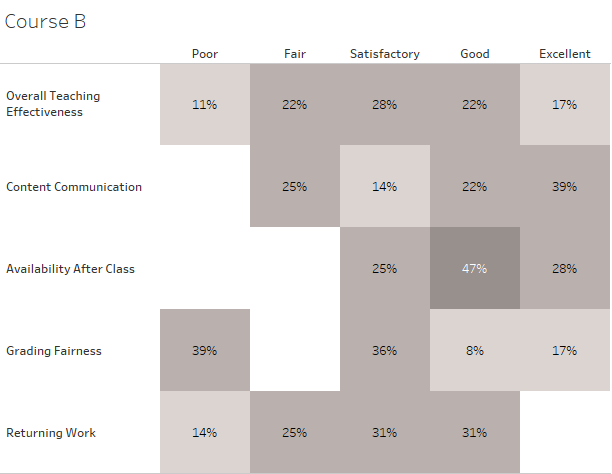 Course B
Poor Fair Satisfactory Good Excellent
Overall Teaching
Effectiveness
11% 22% 28% 22% 17%
Content Communication 25% 14% 22% 39%
Availability After Class 25% 47% 28%
Grading Fairness 39% 36% 8% 17%
Returning Work 14% 25% 31% 31%